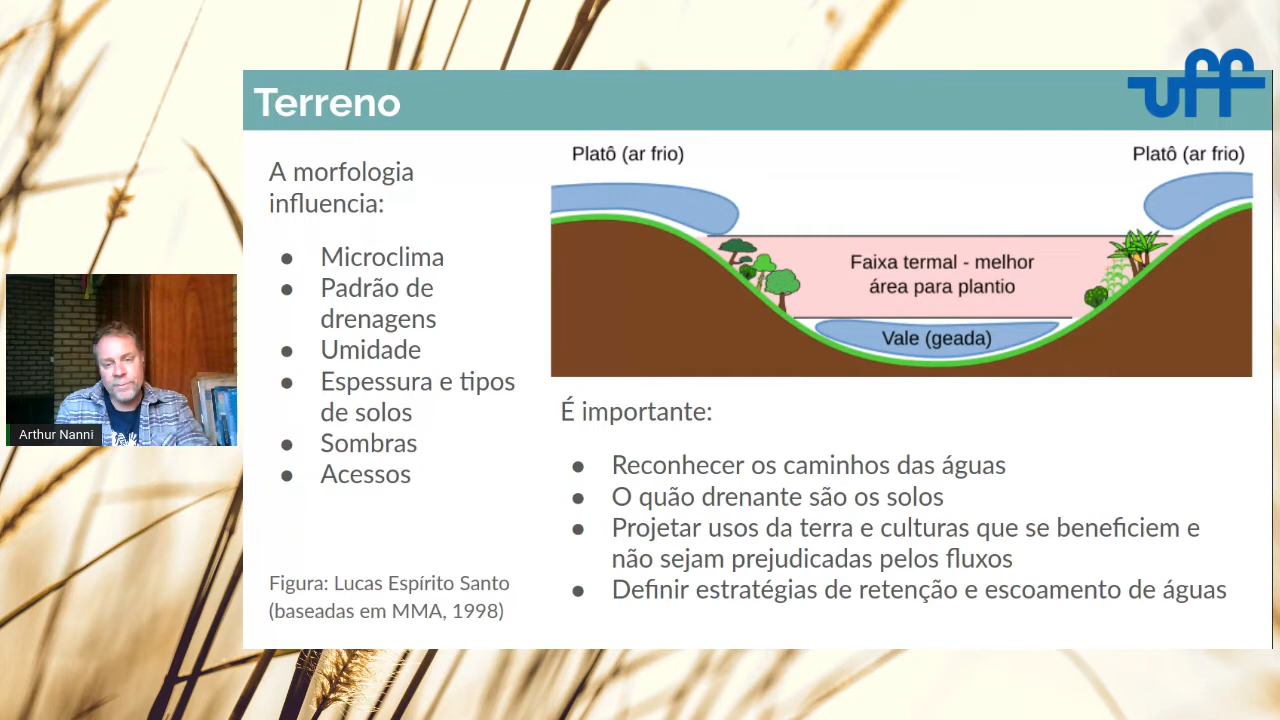 uff
Terreno
A morfologia
influencia:
● Microclima
● Padrão de
drenagens
● Umidade
● Espessura e tipos
de solos
● Sombras
● Acessos
Figura: Lucas Espírito Santo
(baseadas em MMA, 1998)
Platô (ar frio)
Platô (ar frio)
Faixa termal - melhor
área para plantio
Vale (geada)
É importante:
● Reconhecer os caminhos das águas
● O quão drenante são os solos
● Projetar usos da terra e culturas que se beneficiem e
não sejam prejudicadas pelos fluxos
● Definir estratégias de retenção e escoamento de águas
Arthur Nanni